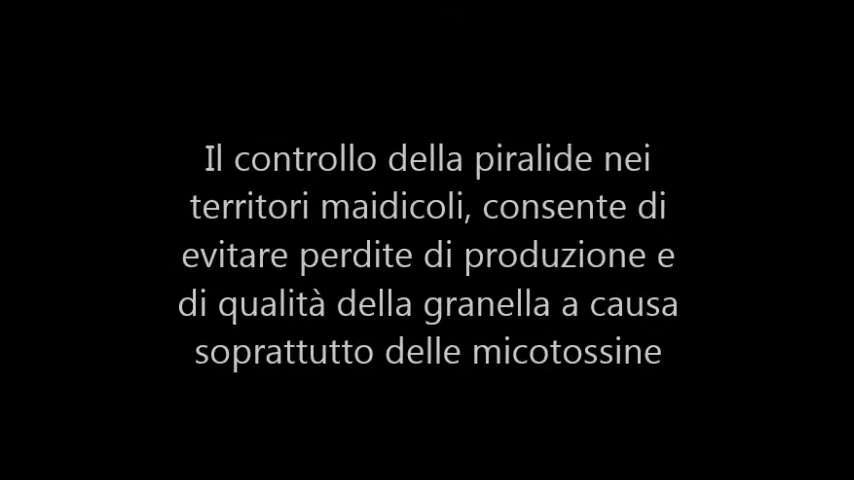 Il controllo della piralide nei
territori maidicoli, consente di
evitare perdite di produzione e
di qualità della granella a causa
soprattutto delle micotossine